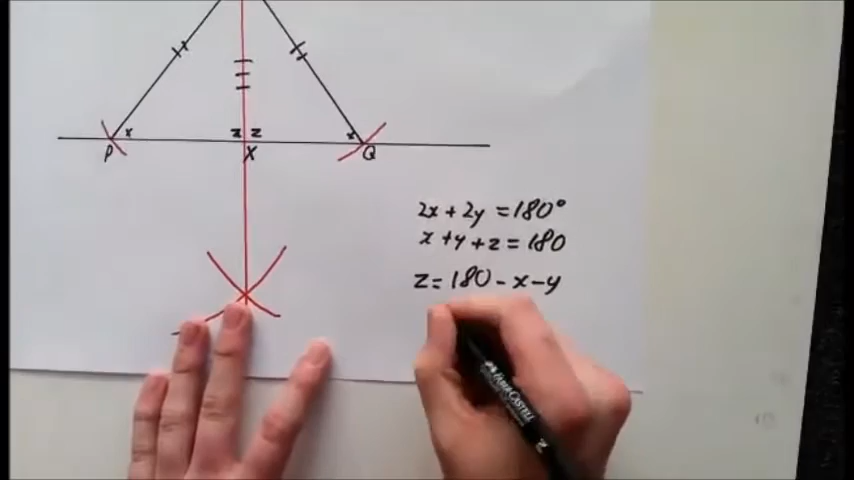 x
z z
x
P
X
Q
2x + 2y = 180°
x + y + z = 180
z = 180 - x - y
FABER-CASTELL